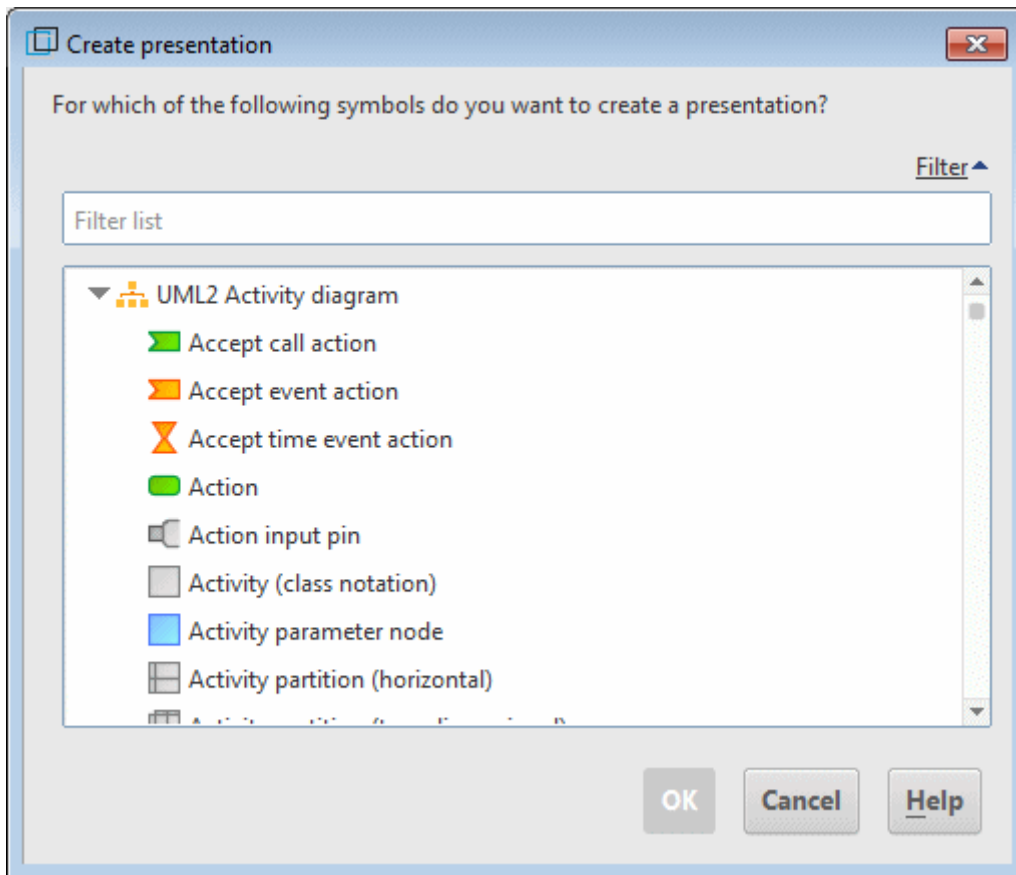 Create presentation
For which of the following symbols do you want to create a presentation?
Filter
Filter list
UML2 Activity diagram
Accept call action
Accept event action
Accept time event action
Action
Action input pin
Activity (class notation)
Activity parameter node
Activity partition (horizontal)
OK Cancel Help